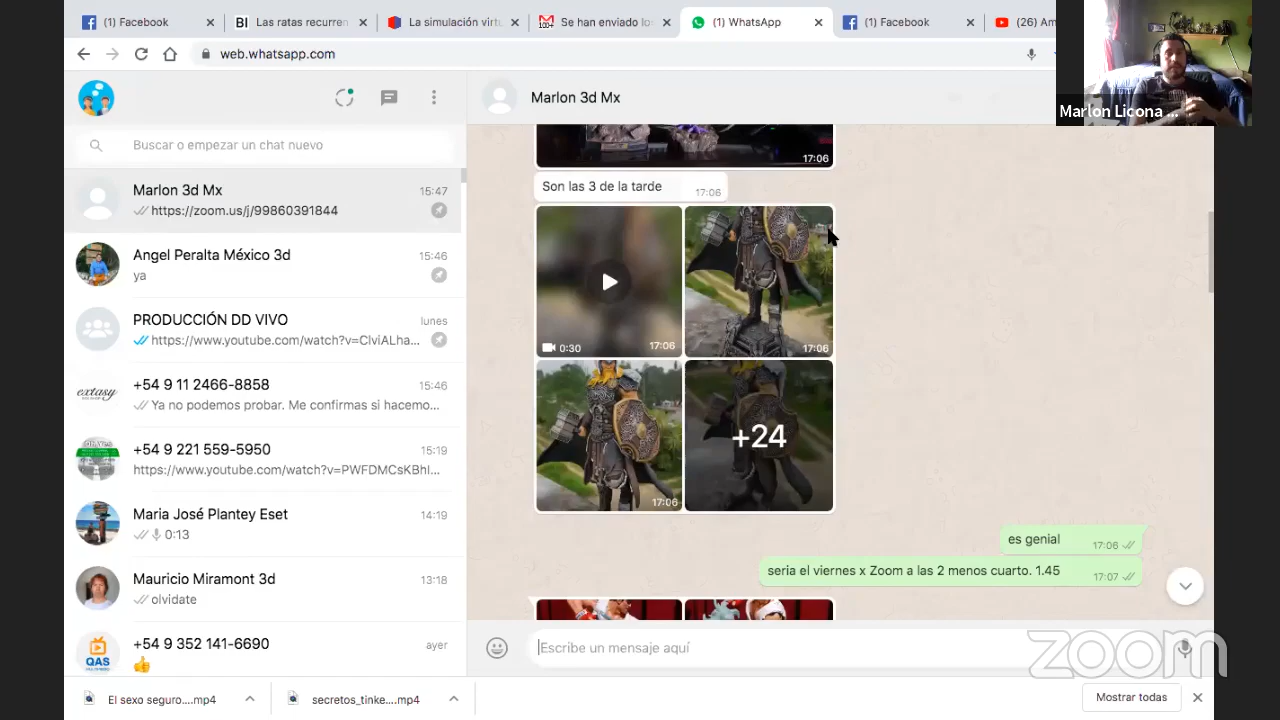 (1) Facebook
Las ratas recurren
La simulación virtu
Se han enviado lo
(1) WhatsApp
(1) Facebook
(26) Am
web.whatsapp.com
Marlon Licona ...
Marlon 3d Mx
Buscar o empezar un chat nuevo
Marlon 3d Mx
15:47
https://zoom.us/j/99860391844
Angel Peralta México 3d
15:46
ya
PRODUCCIÓN DD VIVO
lunes
https://www.youtube.com/watch?v=ClviALha...
+54 9 11 2466-8858
15:46
Ya no podemos probar. Me confirmas si hacemo...
extasy
+54 9 221 559-5950
15:19
https://www.youtube.com/watch?v=PWFDMCsKBhI...
Maria José Plantey Eset
14:19
0:13
Mauricio Miramont 3d
13:18
olvidate
+54 9 352 141-6690
ayer
QAS
17:06
Son las 3 de la tarde
17:06
0:30
17:06
17:06
17:06
+24
es genial
17:06
seria el viernes x Zoom a las 2 menos cuarto. 1.45
17:07
Escribe un mensaje aquí
zoom
El sexo seguro....mp4
secretos_tinke....mp4
Mostrar todas